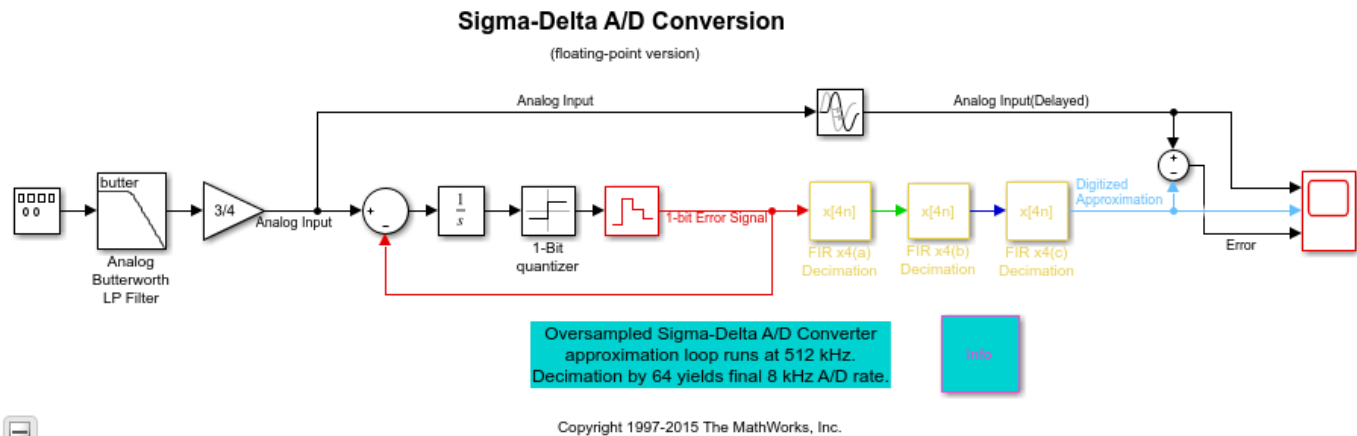 Sigma-Delta A/D Conversion
(floating-point version)
Analog Input
Analog Input(Delayed)
butter
3/4
Analog Input
+
−
1
s
1-Bit
quantizer
1-bit Error Signal
x[4n]
x[4n]
x[4n]
FIR x4(a)
Decimation
FIR x4(b)
Decimation
FIR x4(c)
Decimation
Digitized
Approximation
+
−
Error
Analog
Butterworth
LP Filter
Oversampled Sigma-Delta A/D Converter
approximation loop runs at 512 kHz.
Decimation by 64 yields final 8 kHz A/D rate.
Info
Copyright 1997-2015 The MathWorks, Inc.